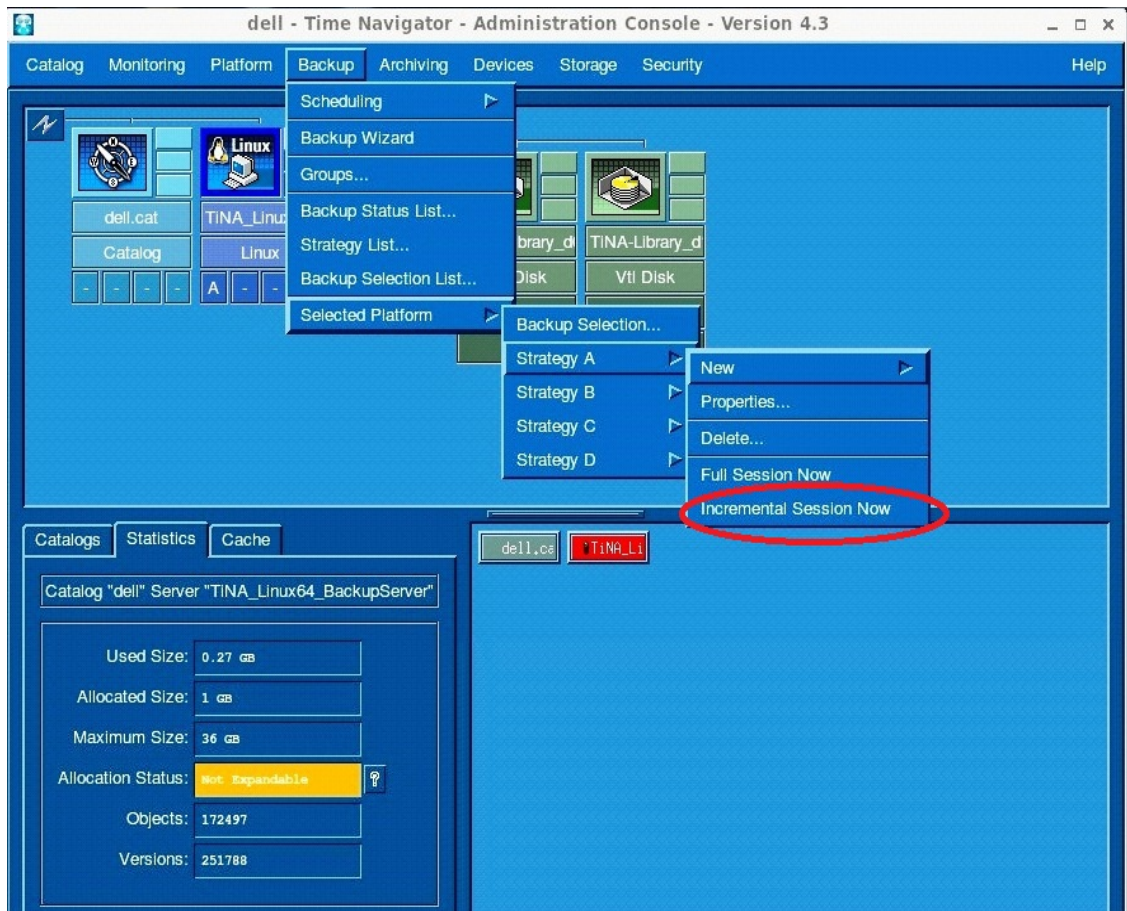 dell - Time Navigator - Administration Console - Version 4.3
Catalog Monitoring Platform Backup Archiving Devices Storage Security Help
Scheduling
Backup Wizard
Groups...
Backup Status List...
Strategy List...
Backup Selection List...
Selected Platform
Linux
dell.cat
Catalog
- - - -
TiNA_Linu
Linux
A - -
brary_d
Disk
TiNA-Library_d
Vtl Disk
Backup Selection...
Strategy A
Strategy B
Strategy C
Strategy D
New
Properties...
Delete...
Full Session Now
Incremental Session Now
Catalogs Statistics Cache
Catalog "dell" Server "TiNA_Linux64_BackupServer"
Used Size: 0.27 GB
Allocated Size: 1 GB
Maximum Size: 36 GB
Allocation Status: Not Expandable ?
Objects: 172497
Versions: 251788
dell.ca
TiNA_Li